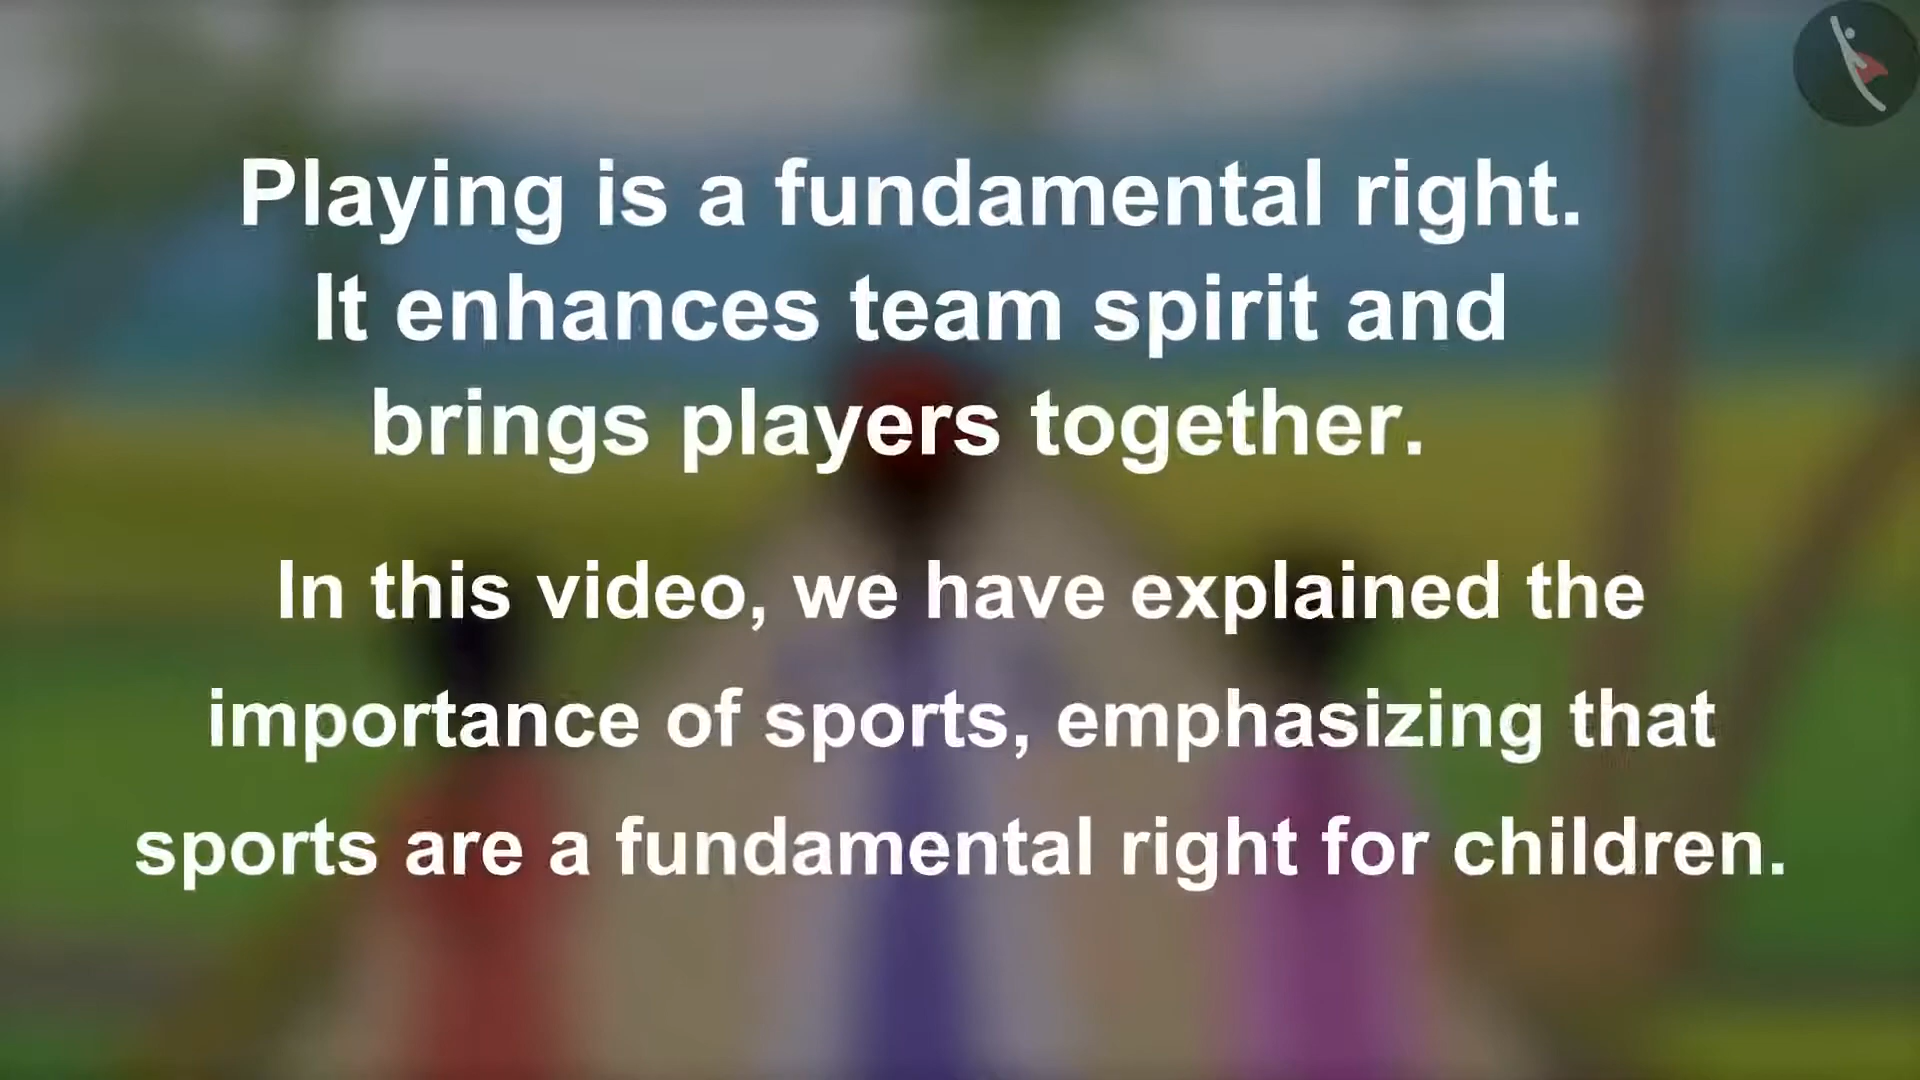 Playing is a fundamental right.
It enhances team spirit and
brings players together.
In this video, we have explained the
importance of sports, emphasizing that
sports are a fundamental right for children.